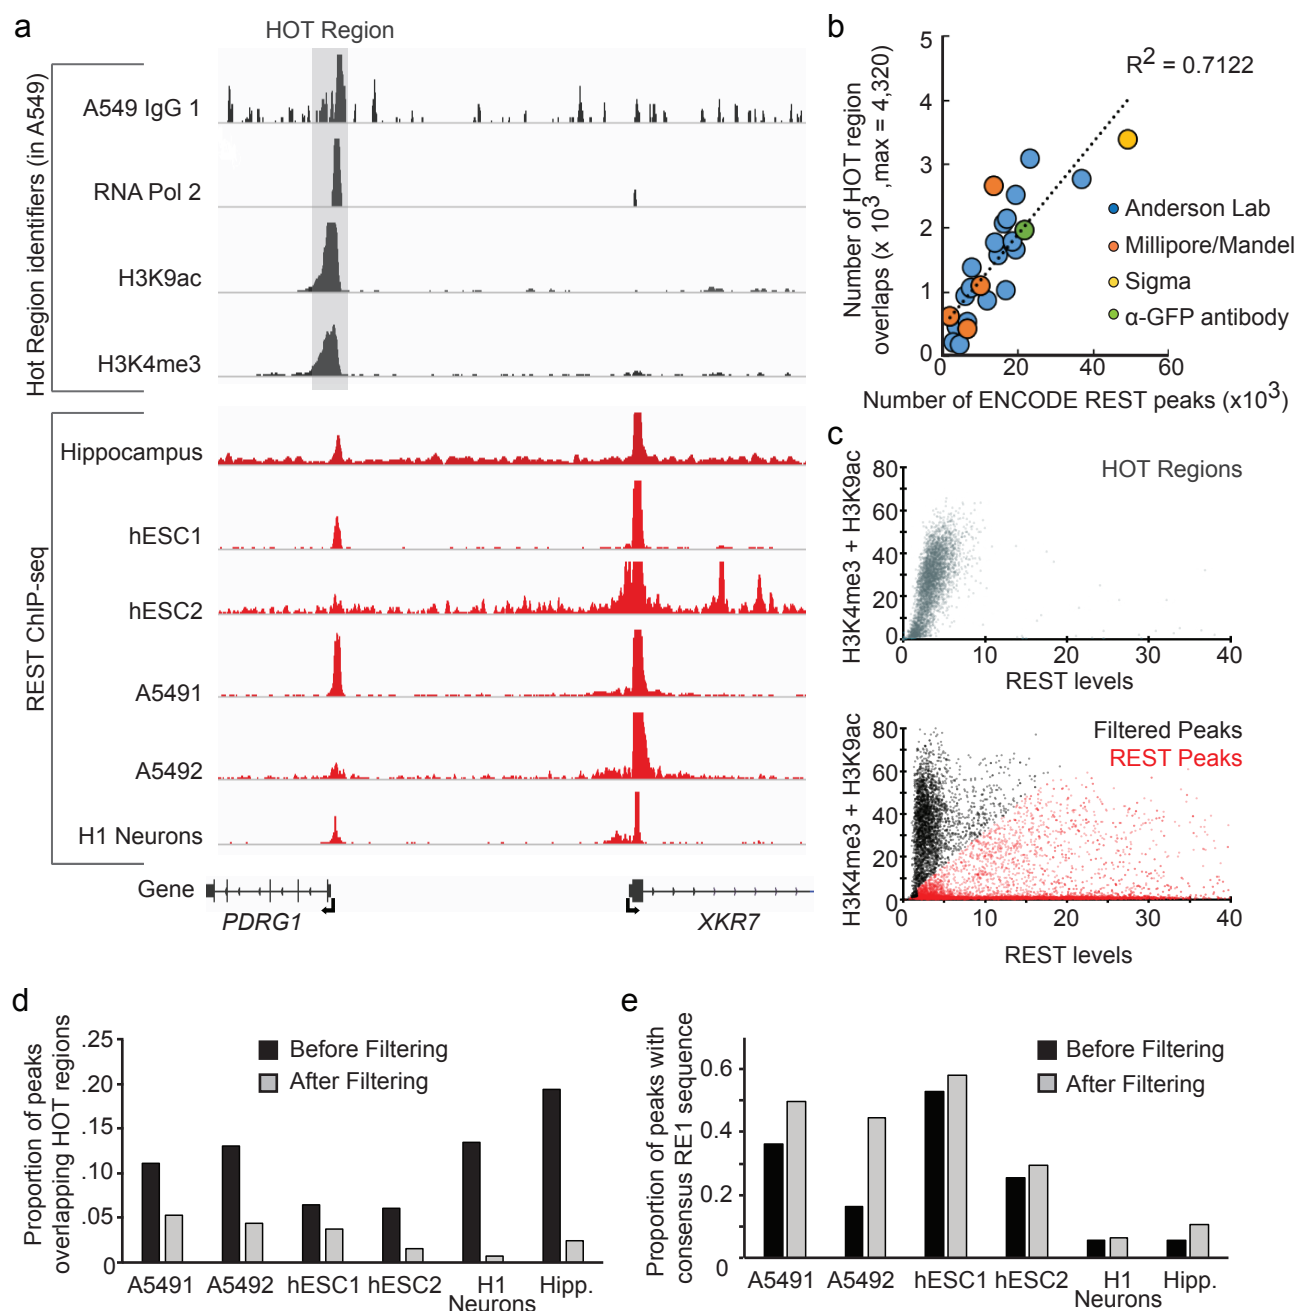 a
HOT Region
Hot Region identifiers (in A549)
A549 IgG 1
RNA Pol 2
H3K9ac
H3K4me3
REST ChIP-seq
Hippocampus
hESC1
hESC2
A5491
A5492
H1 Neurons
Gene
PDRG1
XKR7
b
Number of HOT region
overlaps (x 10³ ,max = 4,320)
5
4
3
2
1
0
R² = 0.7122
Anderson Lab
Millipore/Mandel
Sigma
α-GFP antibody
0 20 40 60
Number of ENCODE REST peaks (x10³)
c
H3K4me3 + H3K9ac
80
60
40
20
0
HOT Regions
0 10 20 30 40
REST levels
H3K4me3 + H3K9ac
80
60
40
20
0
Filtered Peaks
REST Peaks
0 10 20 30 40
REST levels
d
Proportion of peaks
overlapping HOT regions
.25
.20
.15
.10
.05
0
Before Filtering
After Filtering
A5491 A5492 hESC1 hESC2 H1 Hipp.
Neurons
e
Proportion of peaks with
consensus RE1 sequence
0.6
0.4
0.2
0
Before Filtering
After Filtering
A5491 A5492 hESC1 hESC2 H1 Hipp.
Neurons